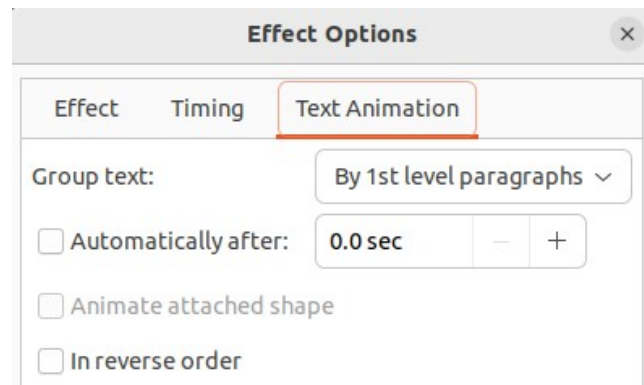 Effect Options
Effect Timing Text Animation
Group text: By 1st level paragraphs
Automatically after: 0.0 sec
Animate attached shape
In reverse order